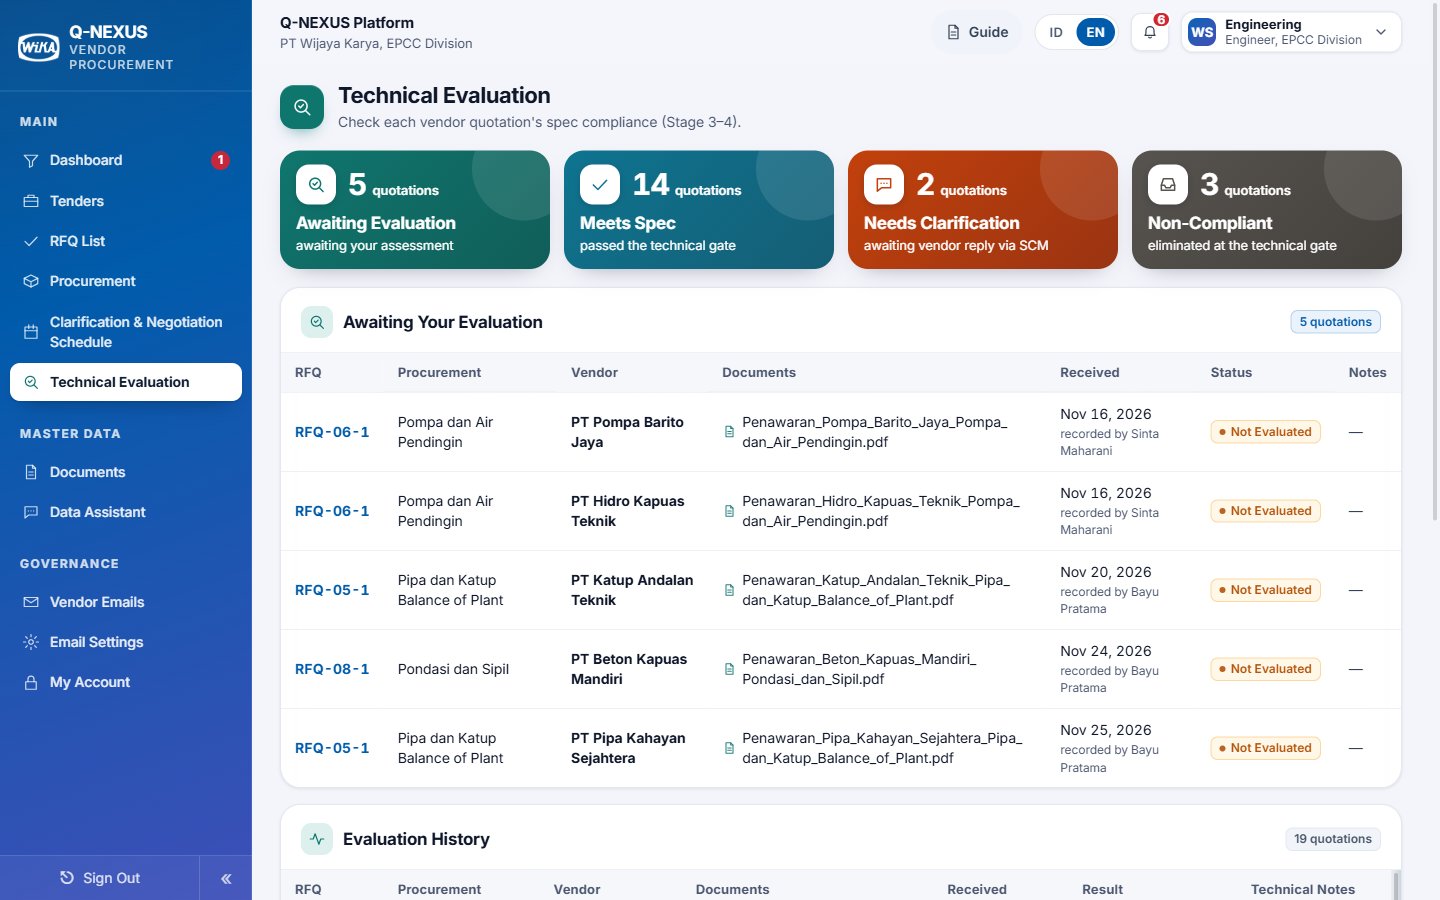 WIKA
Q-NEXUS
VENDOR
PROCUREMENT
MAIN
Dashboard 1
Tenders
RFQ List
Procurement
Clarification & Negotiation
Schedule
Technical Evaluation
MASTER DATA
Documents
Data Assistant
GOVERNANCE
Vendor Emails
Email Settings
My Account
Sign Out «
Q-NEXUS Platform
PT Wijaya Karya, EPCC Division
Guide
ID EN
6
WS
Engineering
Engineer, EPCC Division
Technical Evaluation
Check each vendor quotation's spec compliance (Stage 3–4).
5 quotations
Awaiting Evaluation
awaiting your assessment
14 quotations
Meets Spec
passed the technical gate
2 quotations
Needs Clarification
awaiting vendor reply via SCM
3 quotations
Non-Compliant
eliminated at the technical gate
Awaiting Your Evaluation 5 quotations
RFQ Procurement Vendor Documents Received Status Notes
RFQ-06-1
Pompa dan Air
Pendingin
PT Pompa Barito
Jaya
Penawaran_Pompa_Barito_Jaya_Pompa_
dan_Air_Pendingin.pdf
Nov 16, 2026
recorded by Sinta
Maharani
Not Evaluated
—
RFQ-06-1
Pompa dan Air
Pendingin
PT Hidro Kapuas
Teknik
Penawaran_Hidro_Kapuas_Teknik_Pompa_
dan_Air_Pendingin.pdf
Nov 16, 2026
recorded by Sinta
Maharani
Not Evaluated
—
RFQ-05-1
Pipa dan Katup
Balance of Plant
PT Katup Andalan
Teknik
Penawaran_Katup_Andalan_Teknik_Pipa_
dan_Katup_Balance_of_Plant.pdf
Nov 20, 2026
recorded by Bayu
Pratama
Not Evaluated
—
RFQ-08-1
Pondasi dan Sipil
PT Beton Kapuas
Mandiri
Penawaran_Beton_Kapuas_Mandiri_
Pondasi_dan_Sipil.pdf
Nov 24, 2026
recorded by Bayu
Pratama
Not Evaluated
—
RFQ-05-1
Pipa dan Katup
Balance of Plant
PT Pipa Kahayan
Sejahtera
Penawaran_Pipa_Kahayan_Sejahtera_Pipa_
dan_Katup_Balance_of_Plant.pdf
Nov 25, 2026
recorded by Bayu
Pratama
Not Evaluated
—
Evaluation History 19 quotations
RFQ Procurement Vendor Documents Received Result Technical Notes